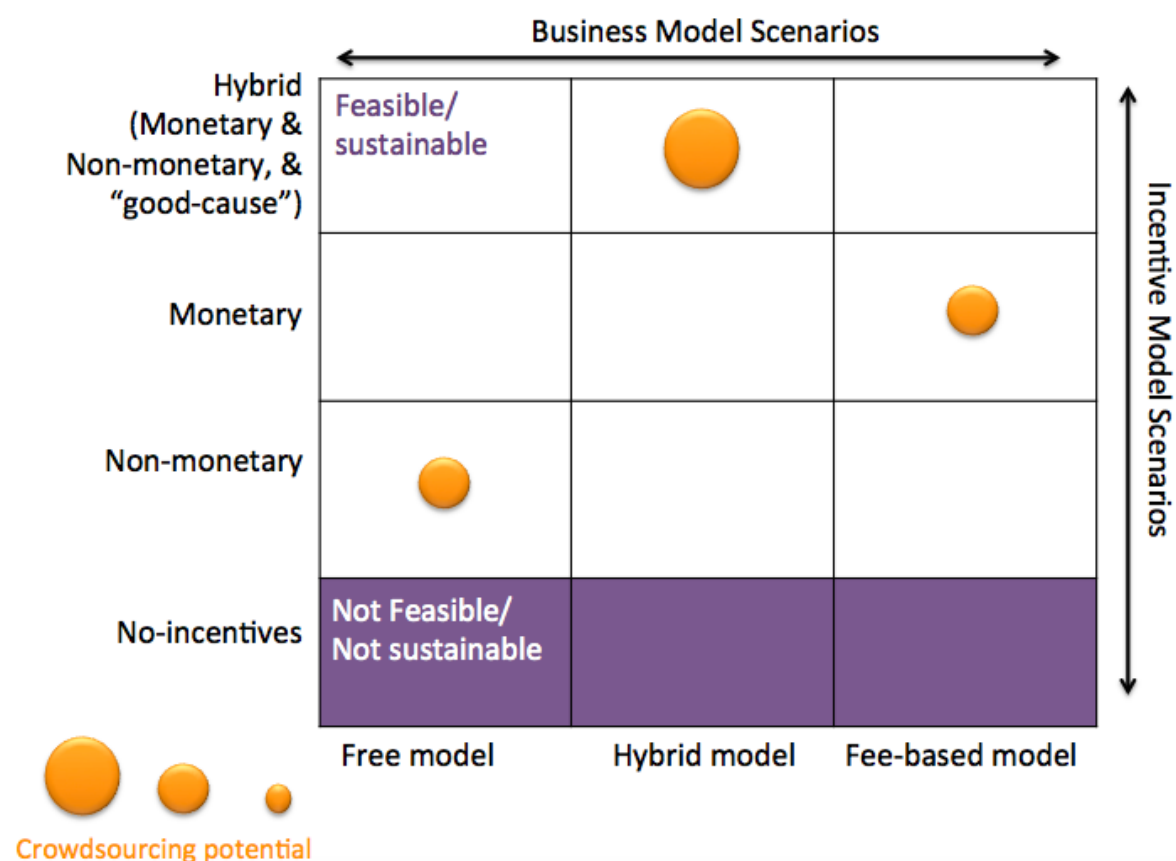 Business Model Scenarios
Hybrid
(Monetary &
Non-monetary, &
“good-cause”)
Feasible/
sustainable
Monetary
Non-monetary
No-incentives
Not Feasible/
Not sustainable
Incentive Model Scenarios
Free model
Hybrid model
Fee-based model
Crowdsourcing potential